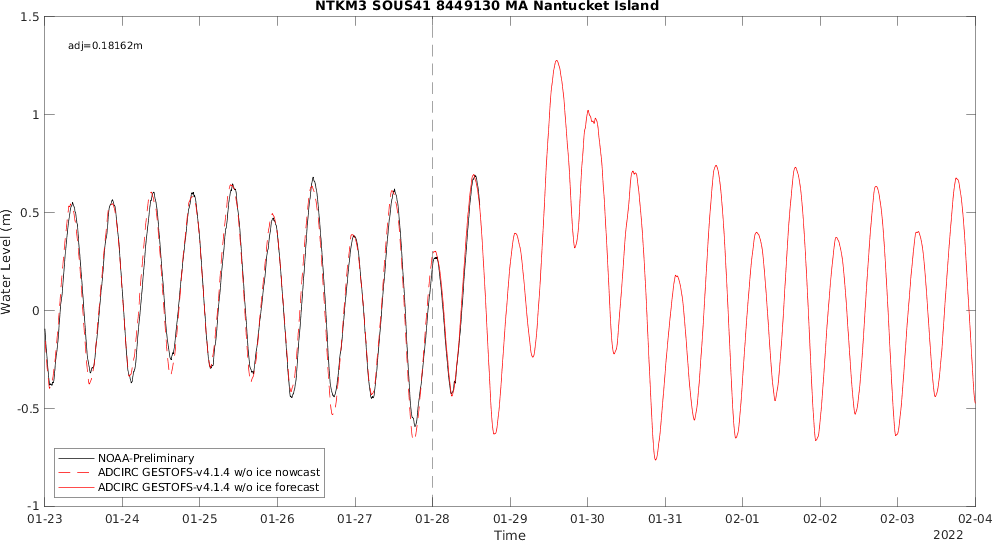 NTKM3 SOUS41 8449130 MA Nantucket Island
1.5
adj=0.18162m
1
0.5
Water Level (m)
0
-0.5
NOAA-Preliminary
ADCIRC GESTOFS-v4.1.4 w/o ice nowcast
ADCIRC GESTOFS-v4.1.4 w/o ice forecast
-1
01-23 01-24 01-25 01-26 01-27 01-28 01-29 01-30 01-31 02-01 02-02 02-03 02-04
Time
2022